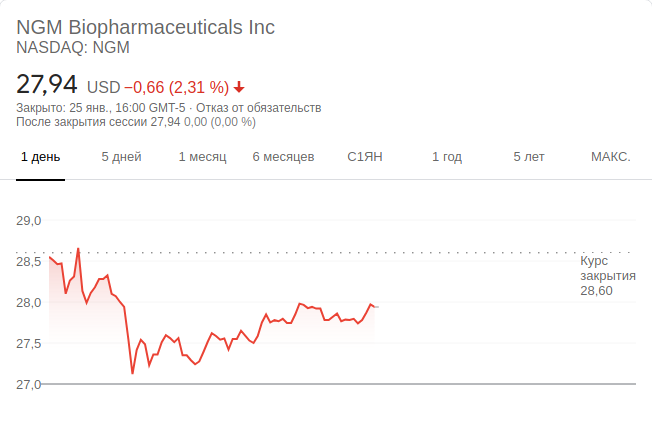 NGM Biopharmaceuticals Inc
NASDAQ: NGM
27,94 USD −0,66 (2,31 %)
Закрыто: 25 янв., 16:00 GMT-5 · Отказ от обязательств
После закрытия сессии 27,94 0,00 (0,00 %)
1 день 5 дней 1 месяц 6 месяцев С1ЯН 1 год 5 лет МАКС.
29,0
28,5
28,0
27,5
27,0
Курс
закрытия
28,60